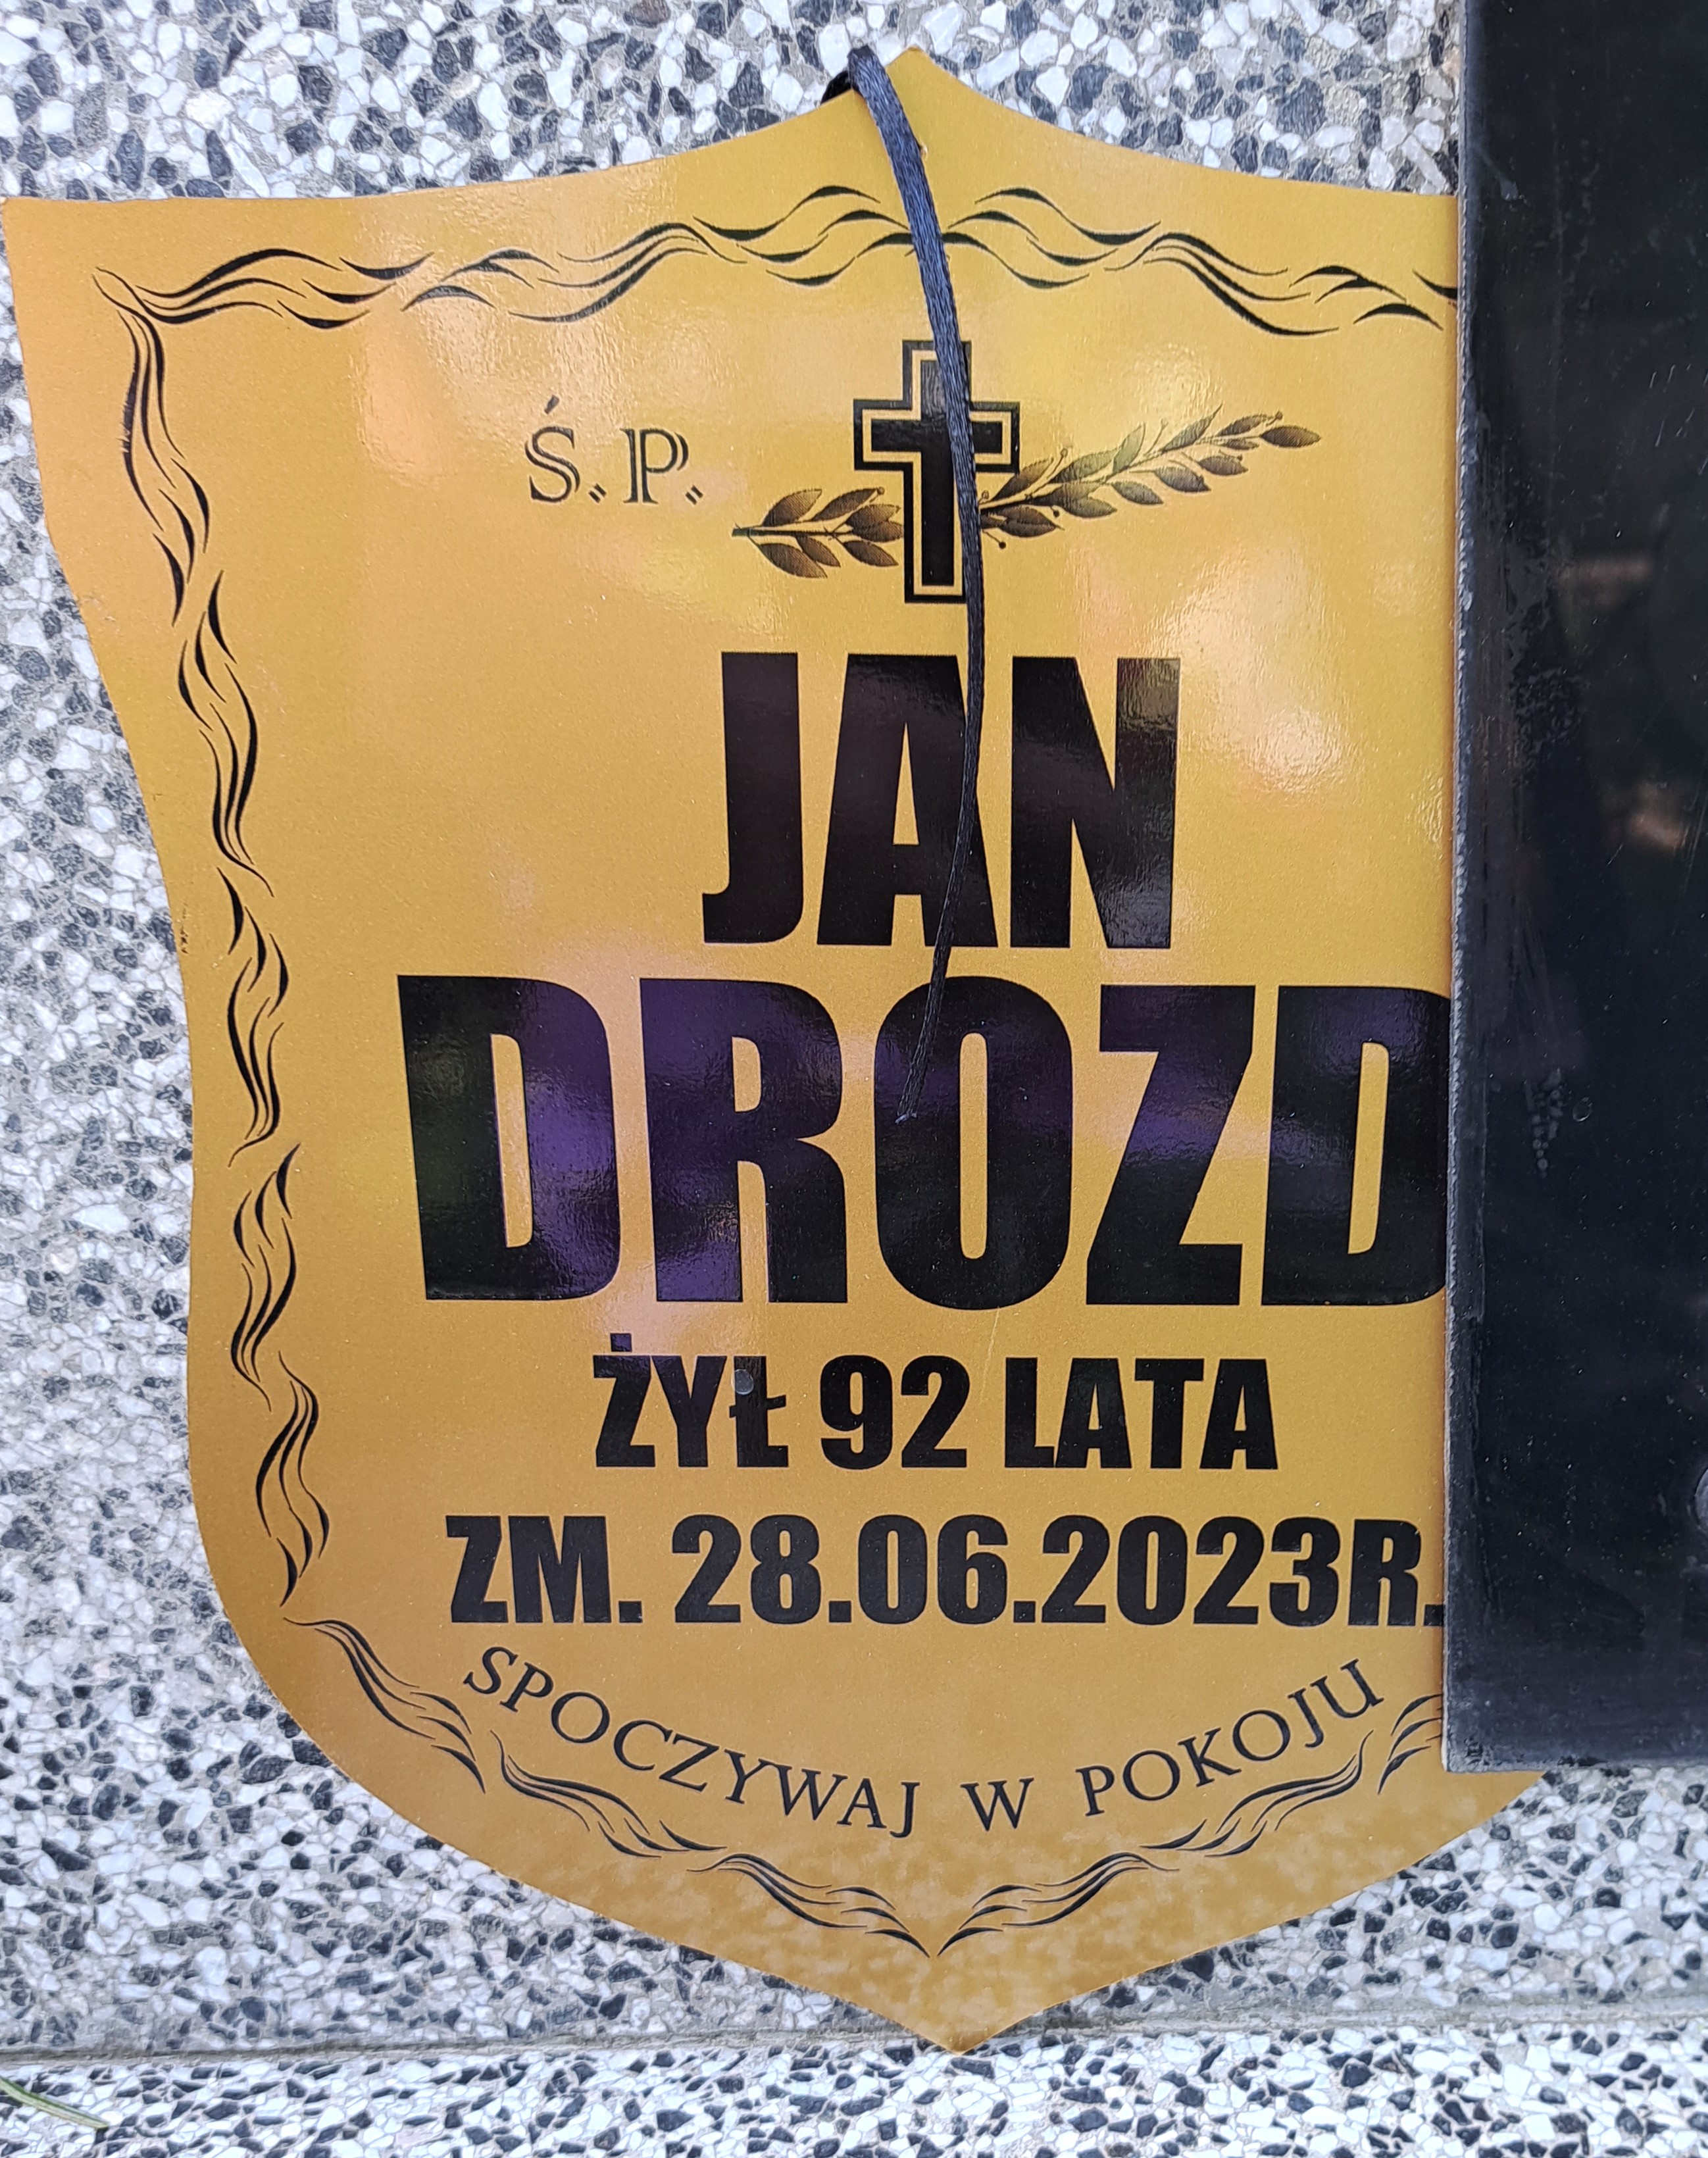 Ś.P.
JAN
DROZD
ŻYŁ 92 LATA
ZM. 28.06.2023R.
SPOCZYWAJ W POKOJU